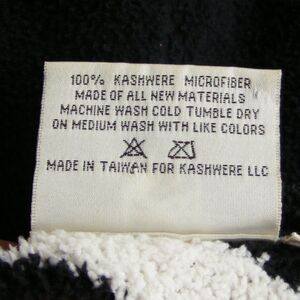 100% KASHWERE MICROFIBER
MADE OF ALL NEW MATERIALS
MACHINE WASH COLD TUMBLE DRY
ON MEDIUM WASH WITH LIKE COLORS
MADE IN TAIWAN FOR KASHWERE LLC